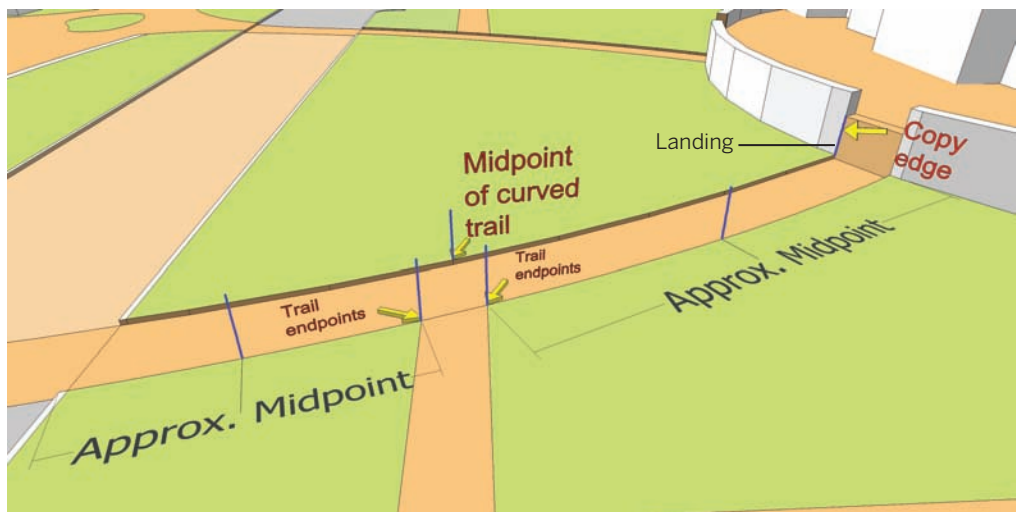 Landing
Copy
edge
Midpoint
of curved
trail
Trail
endpoints
Trail
endpoints
Approx. Midpoint
Approx. Midpoint